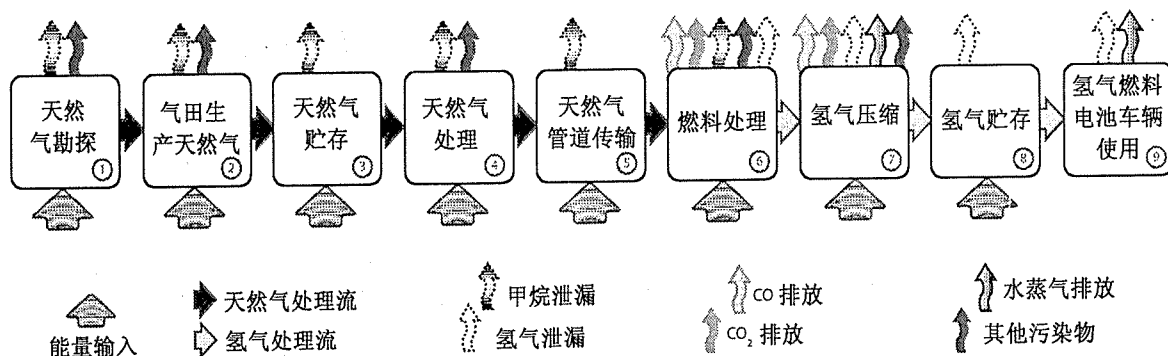 天然
气勘探
①
气田生
产天然气
②
天然气
贮存
③
天然气
处理
④
天然气
管道传输
⑤
燃料处理
⑥
氢气压缩
⑦
氢气贮存
⑧
氢气燃料
电池车辆
使用
⑨
能量输入
天然气处理流
氢气处理流
甲烷泄漏
氢气泄漏
CO 排放
CO₂ 排放
水蒸气排放
其他污染物